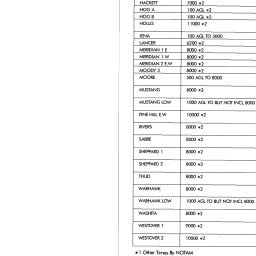 HACKETT 7000 *2
HOG A 100 AGL *2
HOG B 100 AGL *2
HOLLIS 11000 *2
JENA 100 AGL TO 5000
LANCER 6200 *2
MERIDIAN 1 E 8000 *2
MERIDIAN 1 W 8000 *2
MERIDIAN 2 E,W 8000 *2
MOODY 2 8000 *2
MOORE 500 AGL TO 8000
MUSTANG 8000 *2
MUSTANG LOW 1000 AGL TO BUT NOT INCL 8000
PINE HILL E,W 10000 *2
RIVERS 8000 *2
SABRE 8000 *2
SHEPPARD 1 8000 *2
SHEPPARD 2 8000 *2
THUD 8000 *2
WARHAWK 8000 *2
WARHAWK LOW 1000 AGL TO BUT NOT INCL 8000
WASHITA 8000 *2
WESTOVER 1 9000 *2
WESTOVER 2 10000 *2
*1 Other Times By NOTAM